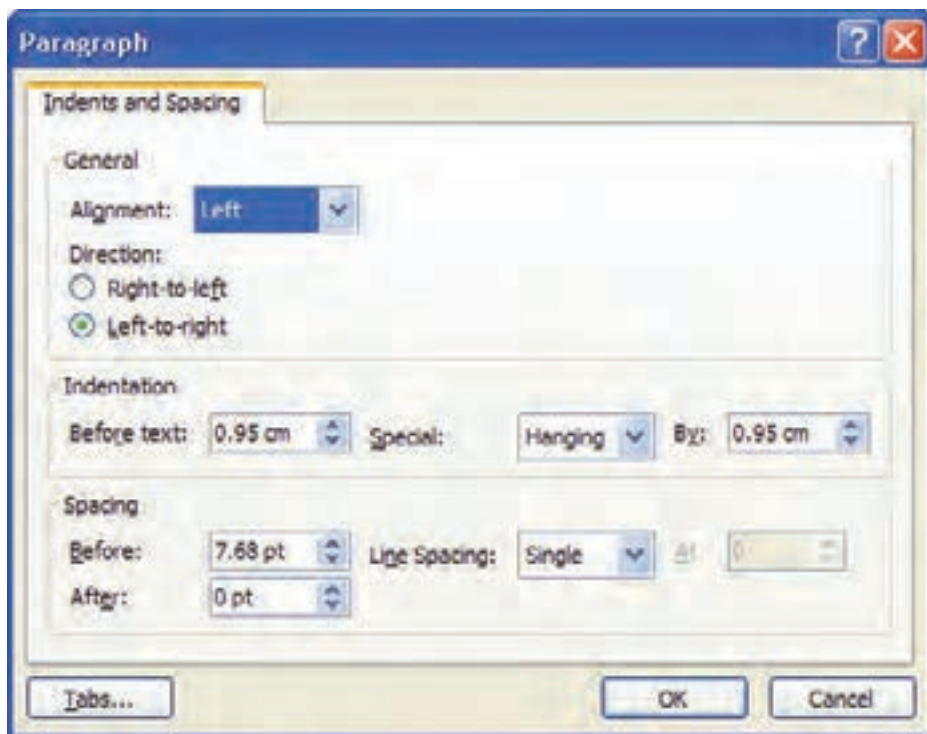 Paragraph
Indents and Spacing
General
Alignment: Left
Direction:
Right-to-left
Left-to-right
Indentation
Before text: 0.95 cm Special: Hanging By: 0.95 cm
Spacing
Before: 7.68 pt Line Spacing: Single At 0
After: 0 pt
Tabs... OK Cancel